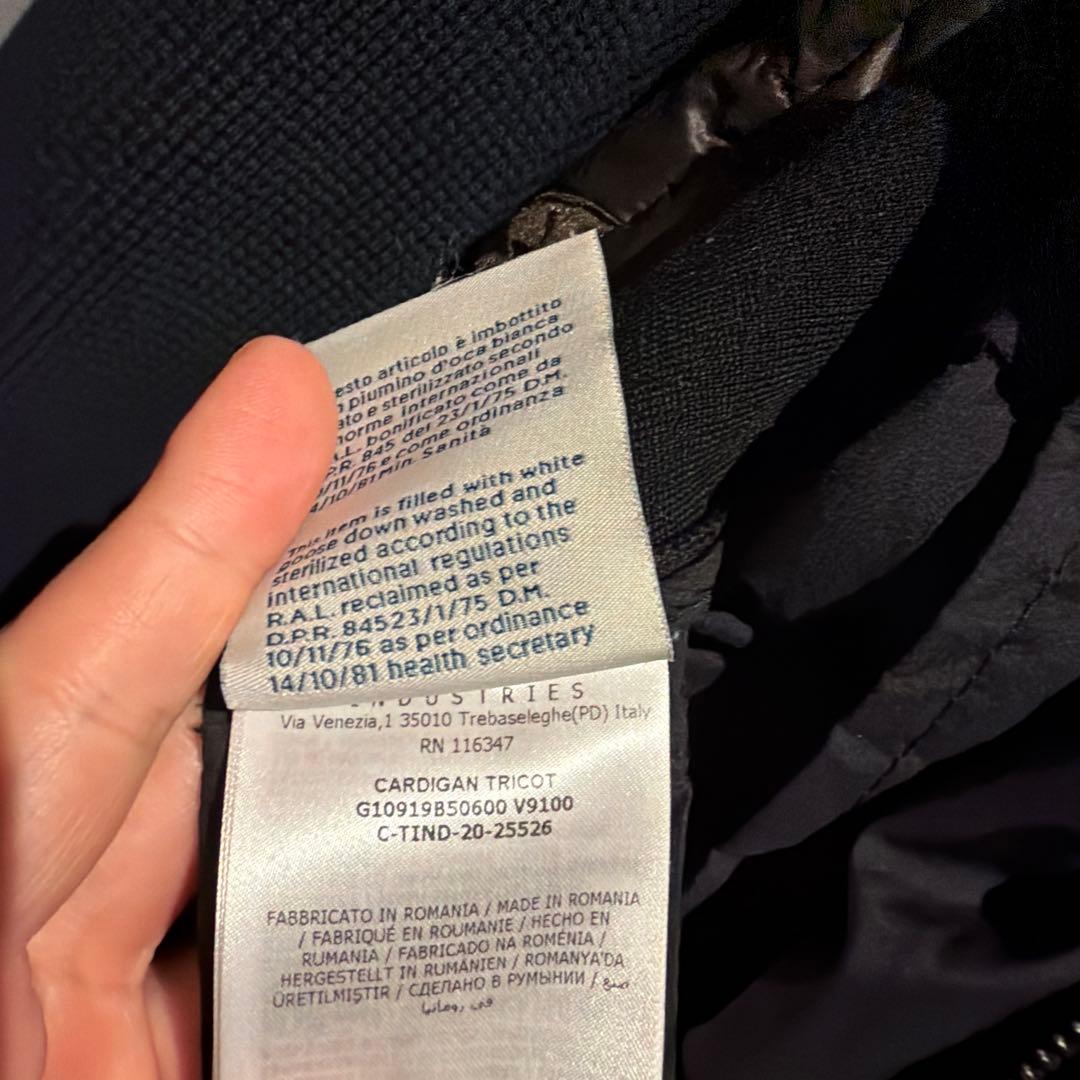 esto articolo è imbottito
piumino d'oca bianca
ato e sterilizzato secondo
norme internazionali
bonificato come da
845 del 23/1/75 D.M.
/11/76 e come ordinanza
4/10/81 Min. Sanità
This item is filled with white
goose down washed and
sterilized according to the
international regulations
R.A.L. reclaimed as per
D.P.R. 84523/1/75 D.M.
10/11/76 as per ordinance
14/10/81 health secretary
INDUSTRIES
Via Venezia,1 35010 Trebaseleghe(PD) Italy
RN 116347
CARDIGAN TRICOT
G10919B50600 V9100
C-TIND-20-25526
FABBRICATO IN ROMANIA / MADE IN ROMANIA
/ FABRIQUÉ EN ROUMANIE / HECHO EN
RUMANIA / FABRICADO NA ROMÉNIA /
HERGESTELLT IN RUMÄNIEN / ROMANYA'DA
ÜRETILMIŞTIR / СДЕЛАНО В РУМЫНИИ / صنع
في رومانيا